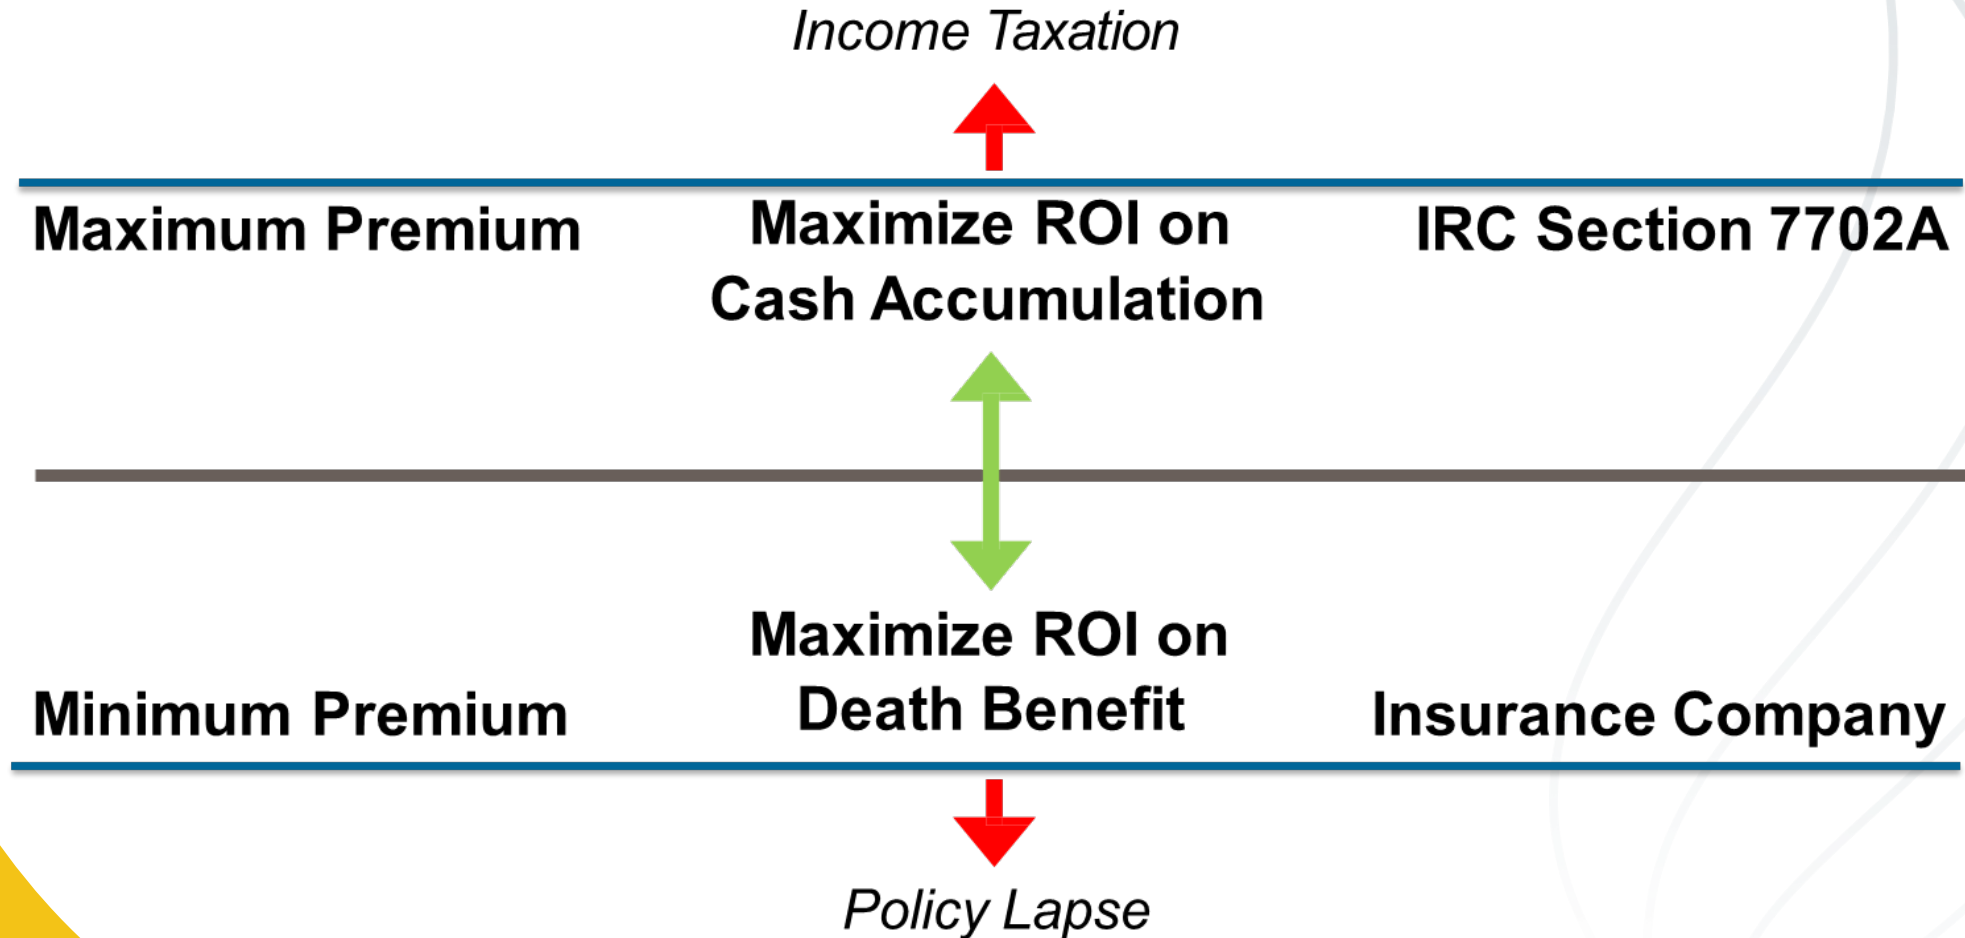 Income Taxation
Maximum Premium
Maximize ROI on
Cash Accumulation
IRC Section 7702A
Minimum Premium
Maximize ROI on
Death Benefit
Insurance Company
Policy Lapse